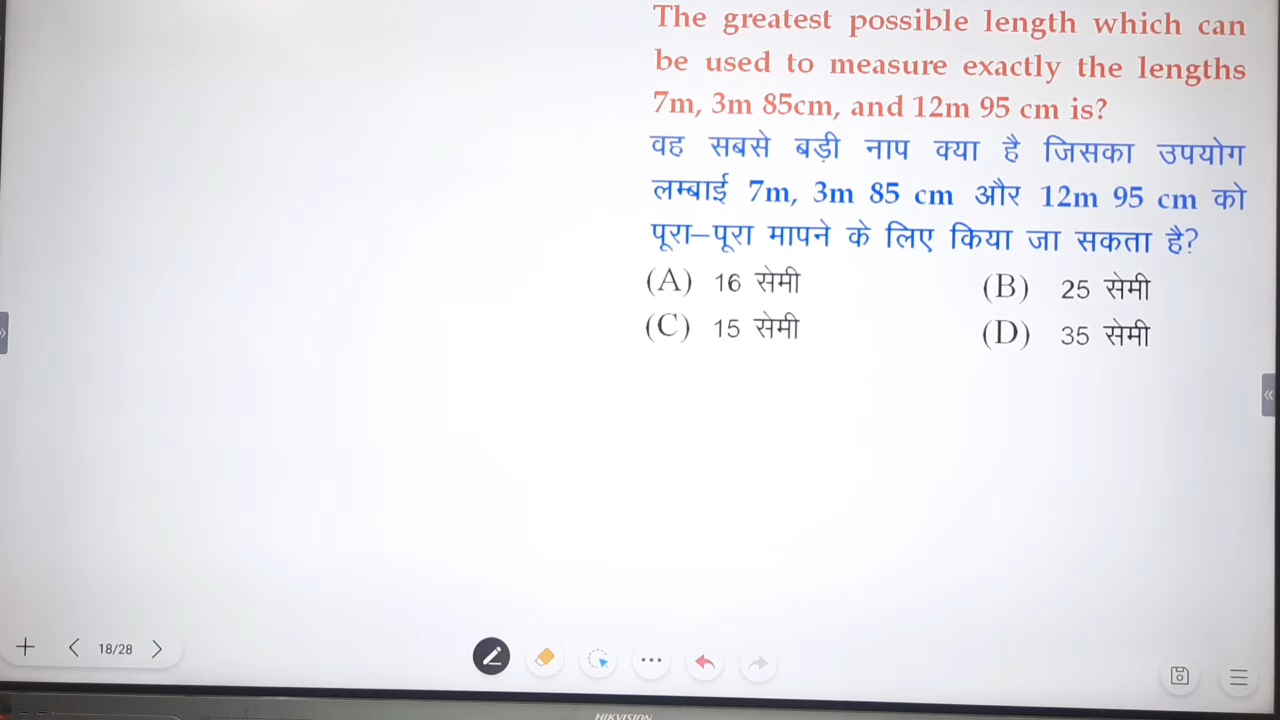 The greatest possible length which can
be used to measure exactly the lengths
7m, 3m 85cm, and 12m 95 cm is?
वह सबसे बड़ी नाप क्या है जिसका उपयोग
लम्बाई 7m, 3m 85 cm और 12m 95 cm को
पूरा–पूरा मापने के लिए किया जा सकता है?
(A) 16 सेमी (B) 25 सेमी
(C) 15 सेमी (D) 35 सेमी
18/28
HIKVISION